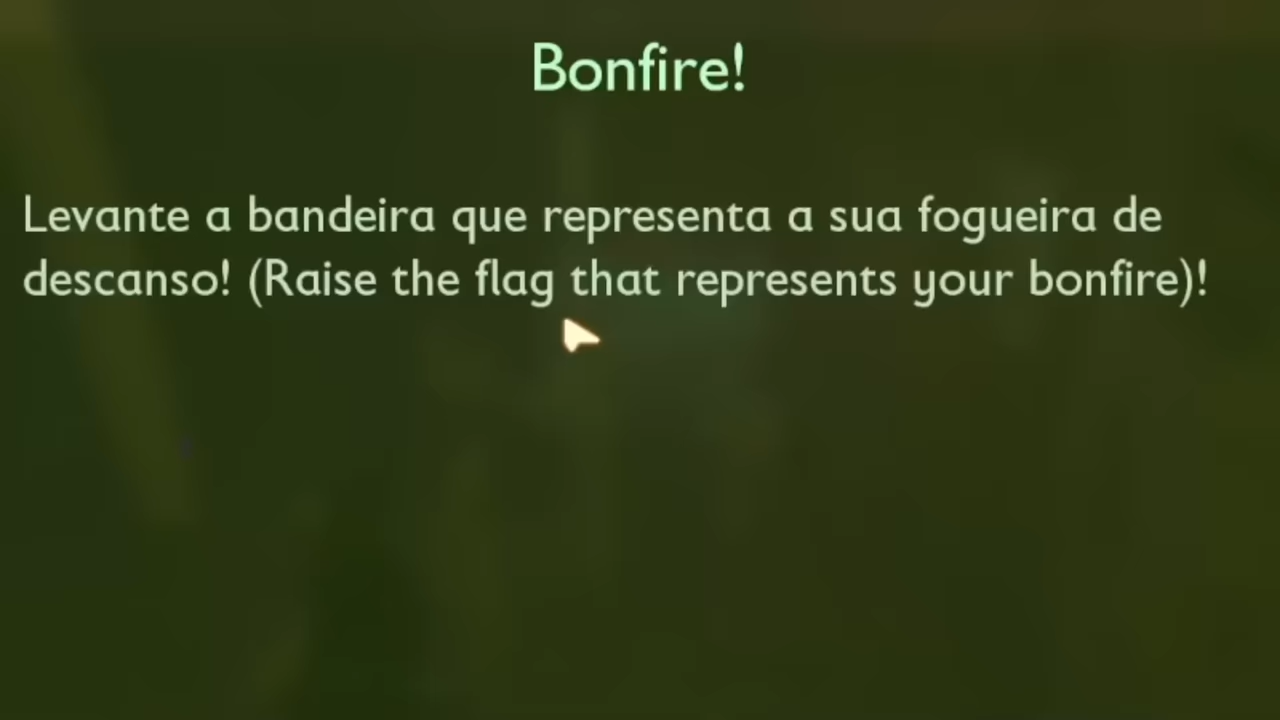 Bonfire!
Levante a bandeira que representa a sua fogueira de
descanso! (Raise the flag that represents your bonfire)!